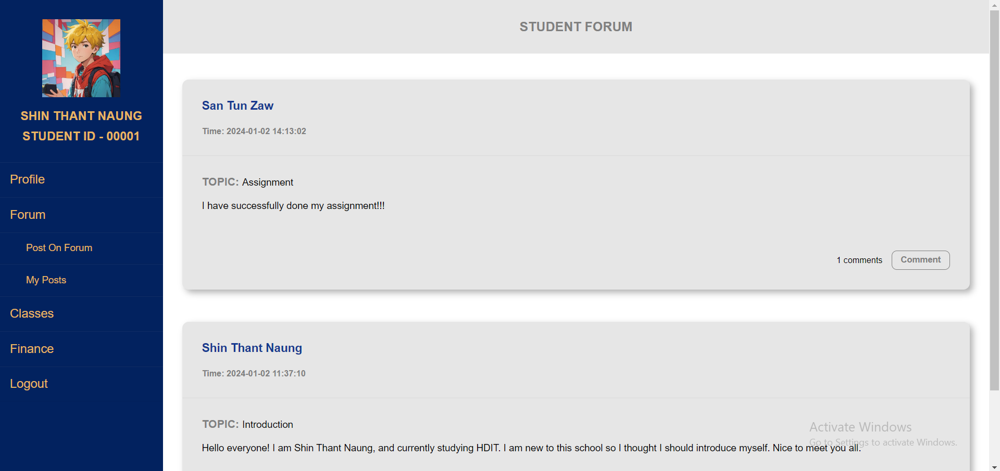 SHIN THANT NAUNG
STUDENT ID - 00001
Profile
Forum
Post On Forum
My Posts
Classes
Finance
Logout
STUDENT FORUM
San Tun Zaw
Time: 2024-01-02 14:13:02
TOPIC: Assignment
I have successfully done my assignment!!!
1 comments
Comment
Shin Thant Naung
Time: 2024-01-02 11:37:10
TOPIC: Introduction
Hello everyone! I am Shin Thant Naung, and currently studying HDIT. I am new to this school so I thought I should introduce myself. Nice to meet you all.
Activate Windows
Go to Settings to activate Windows.